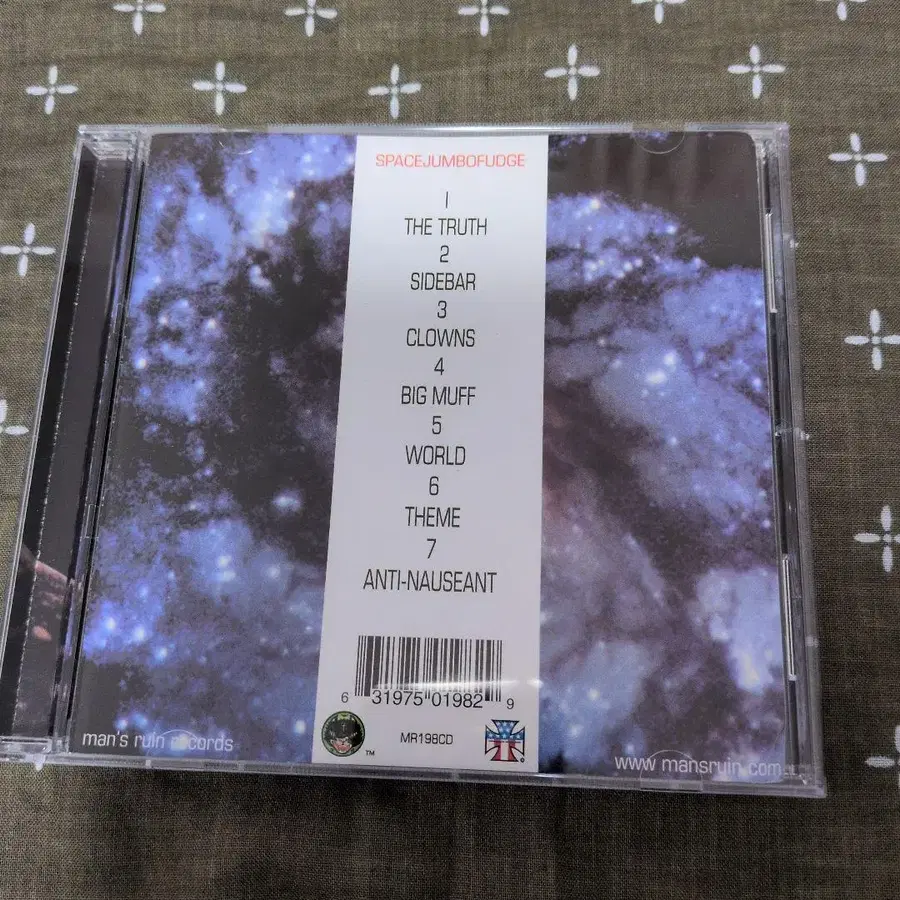 SPACEJUMBOFUDGE
1
THE TRUTH
2
SIDEBAR
3
CLOWNS
4
BIG MUFF
5
WORLD
6
THEME
7
ANTI-NAUSEANT
6 31975 01982 9
TM
MR198CD
man's ruin records
www mansruin.com